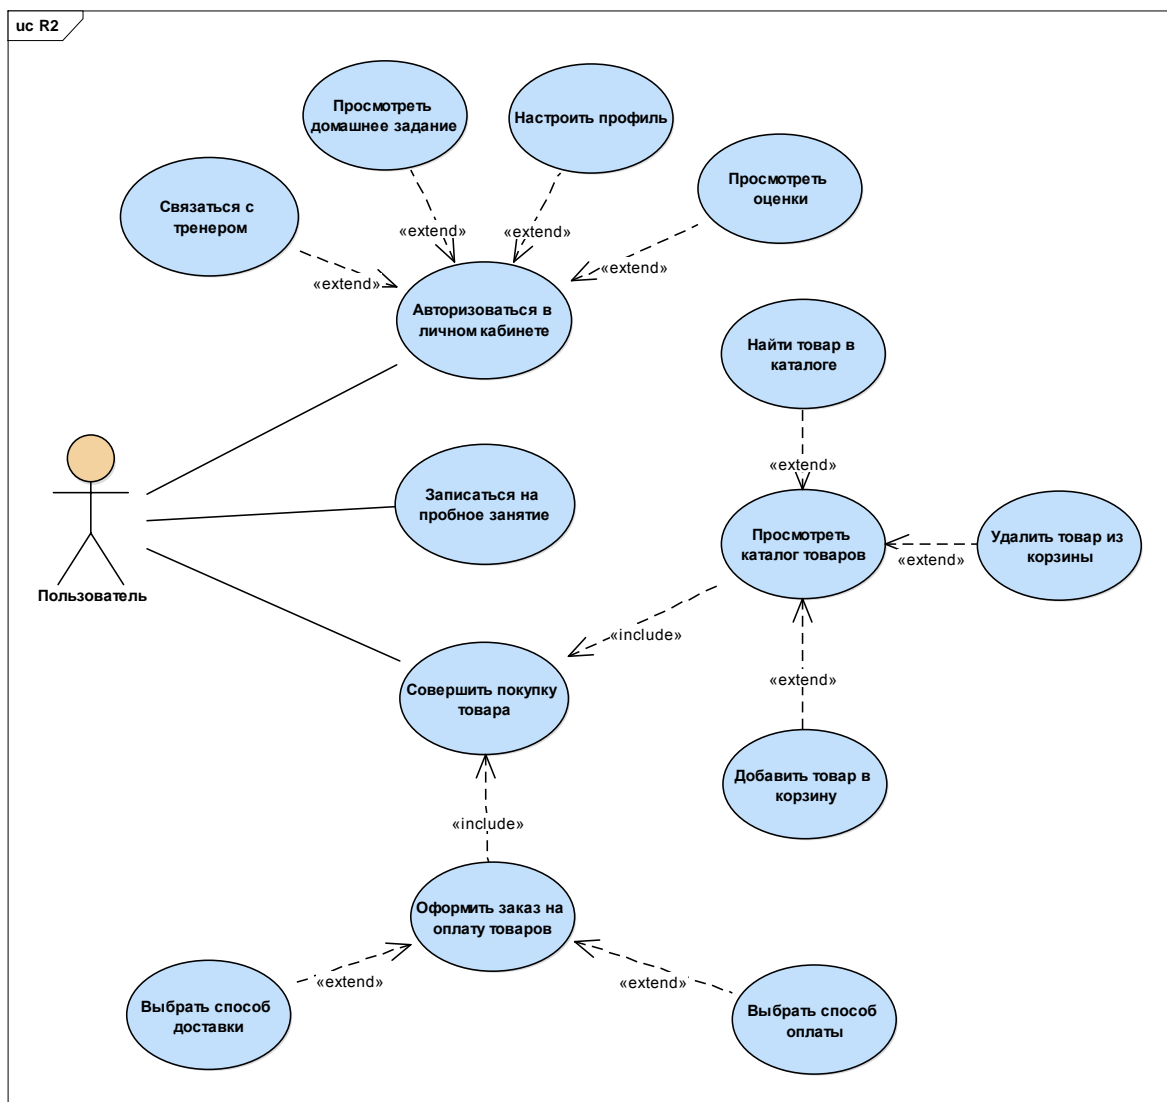 uc R2
Просмотреть
домашнее задание
Настроить профиль
Просмотреть
оценки
Связаться с
тренером
«extend»
«extend»
«extend»
«extend»
Авторизоваться в
личном кабинете
Найти товар в
каталоге
«extend»
Записаться на
пробное занятие
Просмотреть
каталог товаров
Удалить товар из
корзины
«extend»
Пользователь
«include»
Совершить покупку
товара
«extend»
Добавить товар в
корзину
«include»
Оформить заказ на
оплату товаров
«extend»
«extend»
Выбрать способ
доставки
Выбрать способ
оплаты